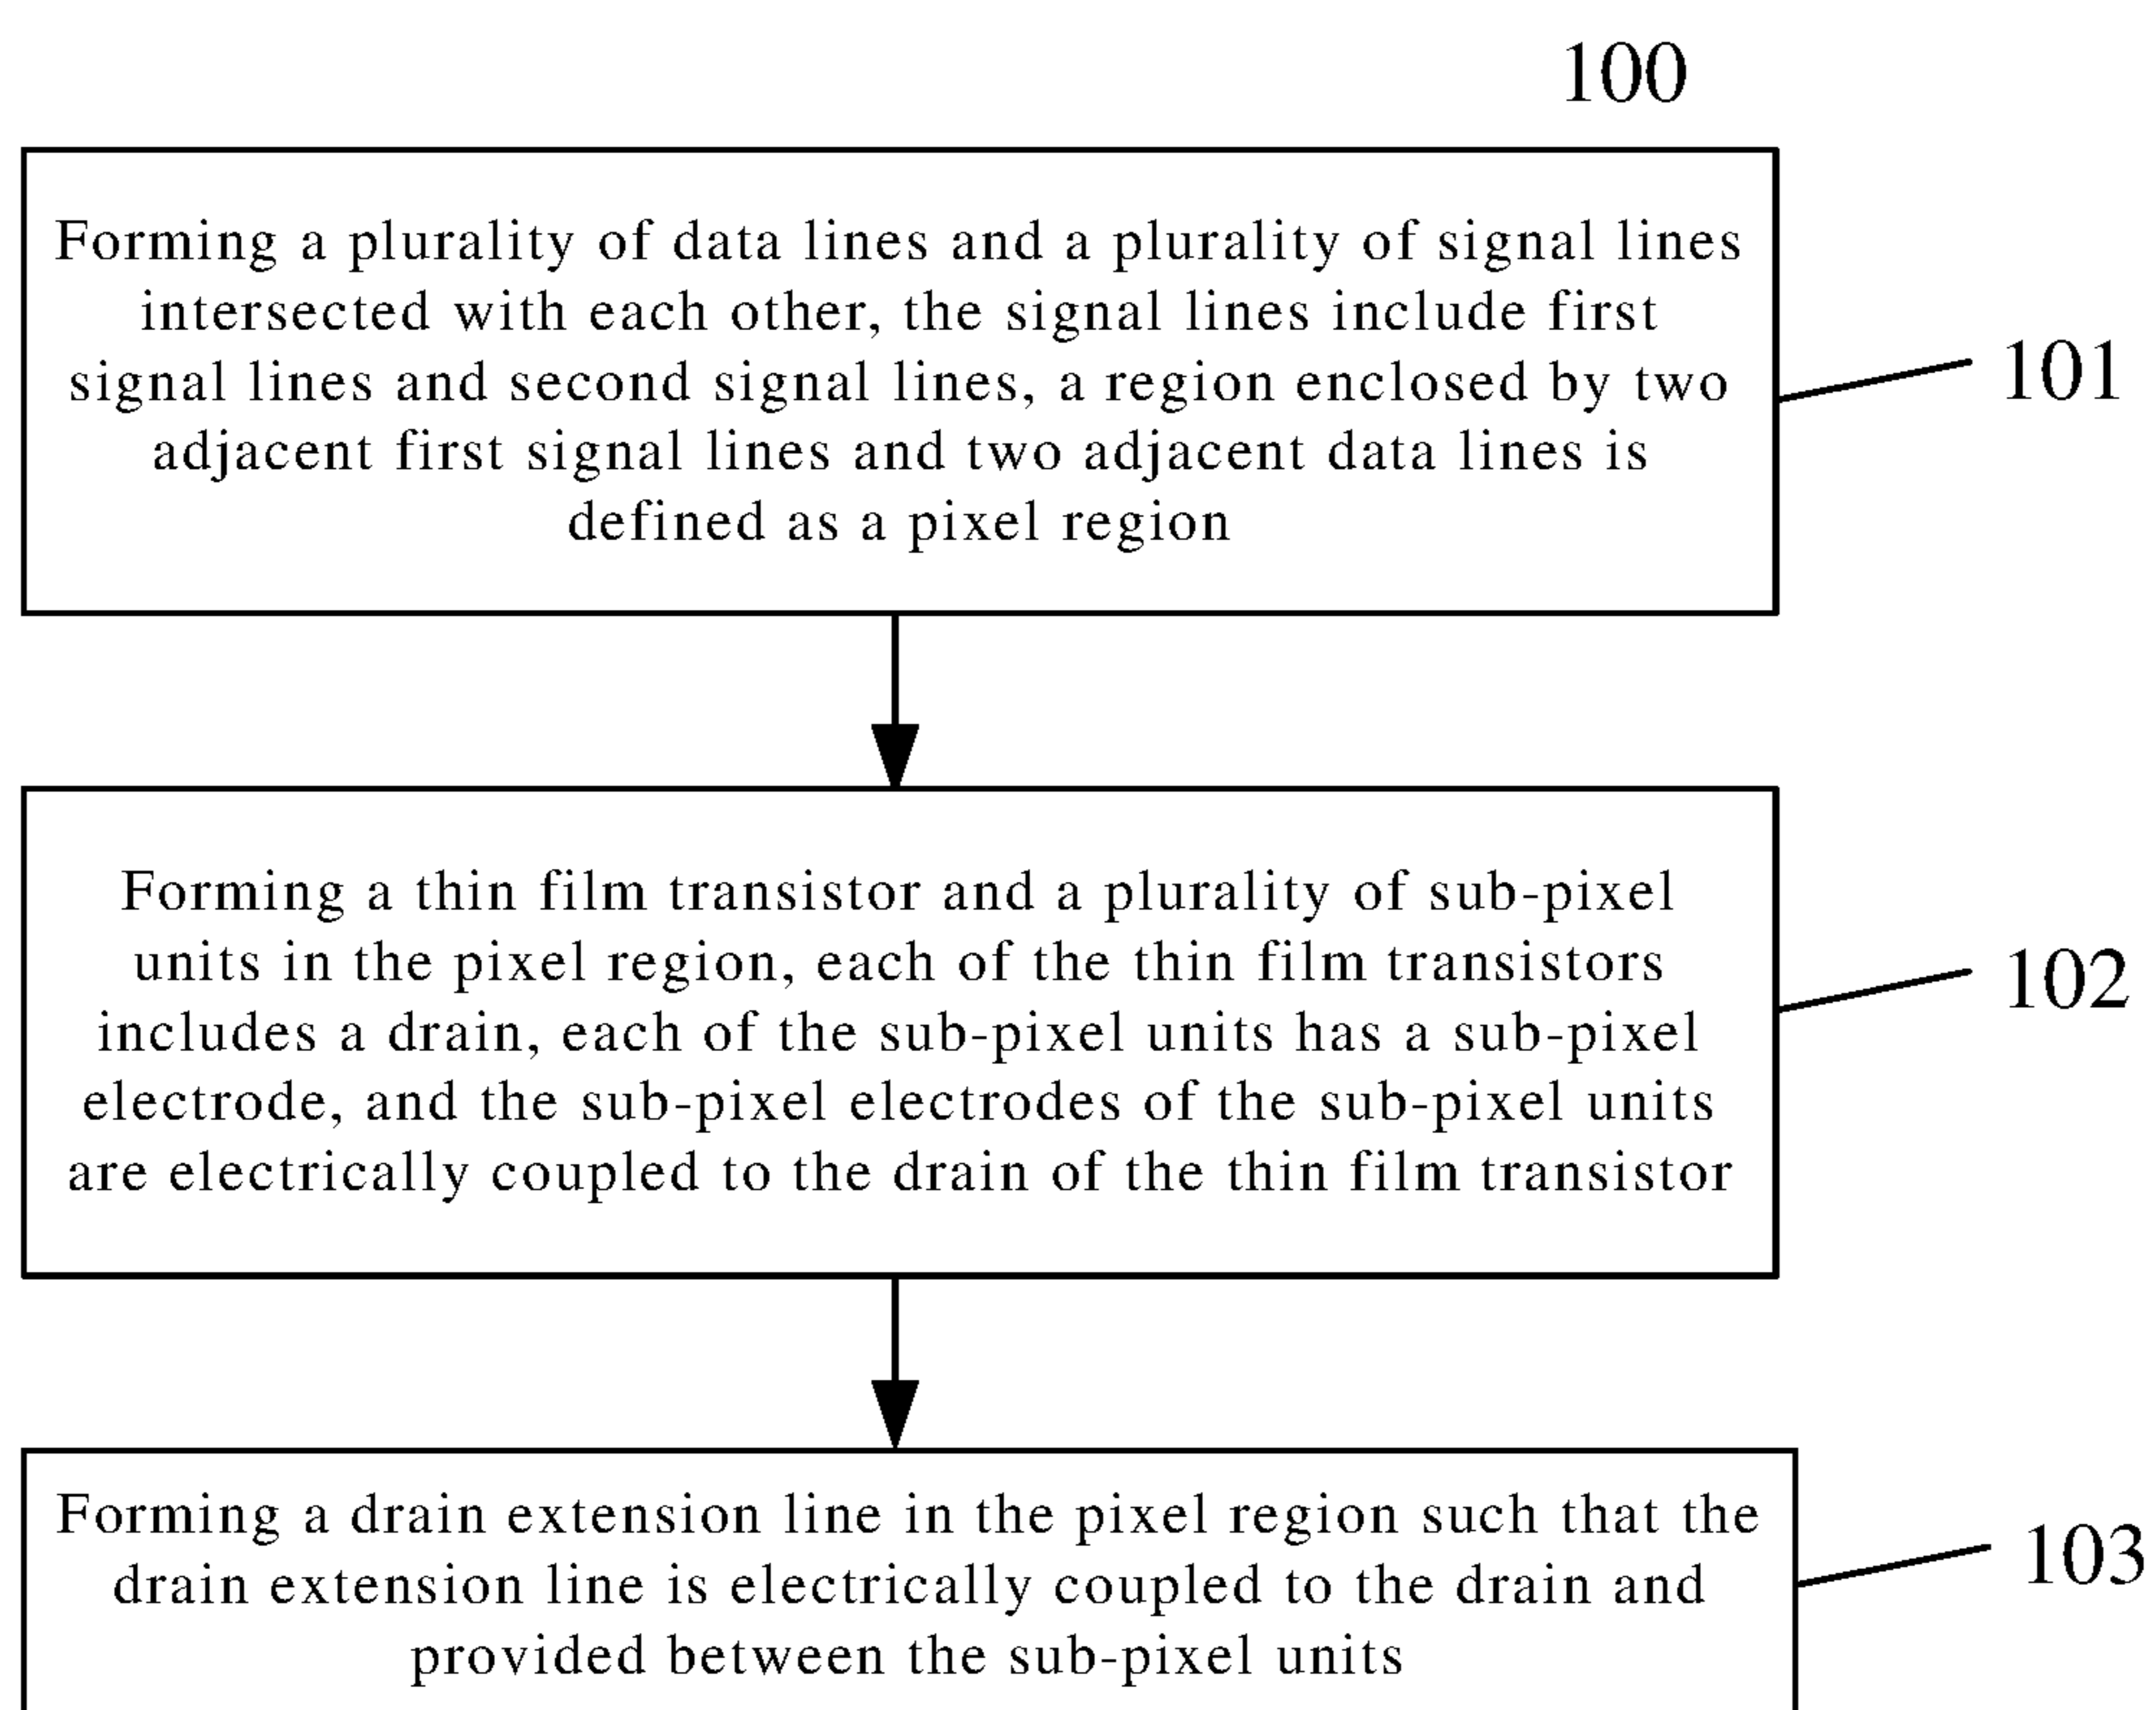 100
Forming a plurality of data lines and a plurality of signal lines
intersected with each other, the signal lines include first
signal lines and second signal lines, a region enclosed by two
adjacent first signal lines and two adjacent data lines is
defined as a pixel region
101
Forming a thin film transistor and a plurality of sub-pixel
units in the pixel region, each of the thin film transistors
includes a drain, each of the sub-pixel units has a sub-pixel
electrode, and the sub-pixel electrodes of the sub-pixel units
are electrically coupled to the drain of the thin film transistor
102
Forming a drain extension line in the pixel region such that the
drain extension line is electrically coupled to the drain and
provided between the sub-pixel units
103